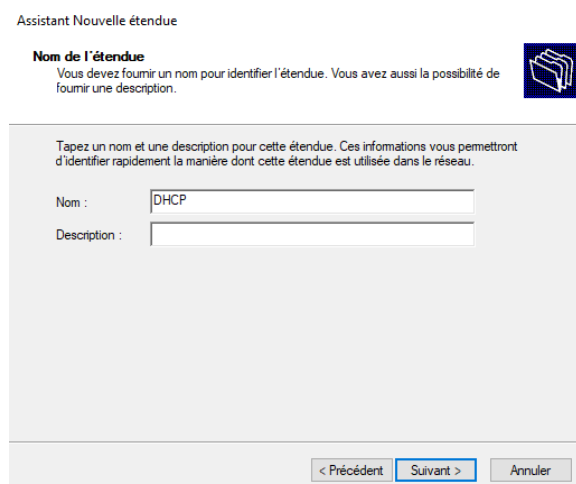 Assistant Nouvelle étendue
Nom de l'étendue
Vous devez fournir un nom pour identifier l'étendue. Vous avez aussi la possibilité de
fournir une description.
Tapez un nom et une description pour cette étendue. Ces informations vous permettront
d'identifier rapidement la manière dont cette étendue est utilisée dans le réseau.
Nom :
DHCP
Description :
< Précédent
Suivant >
Annuler